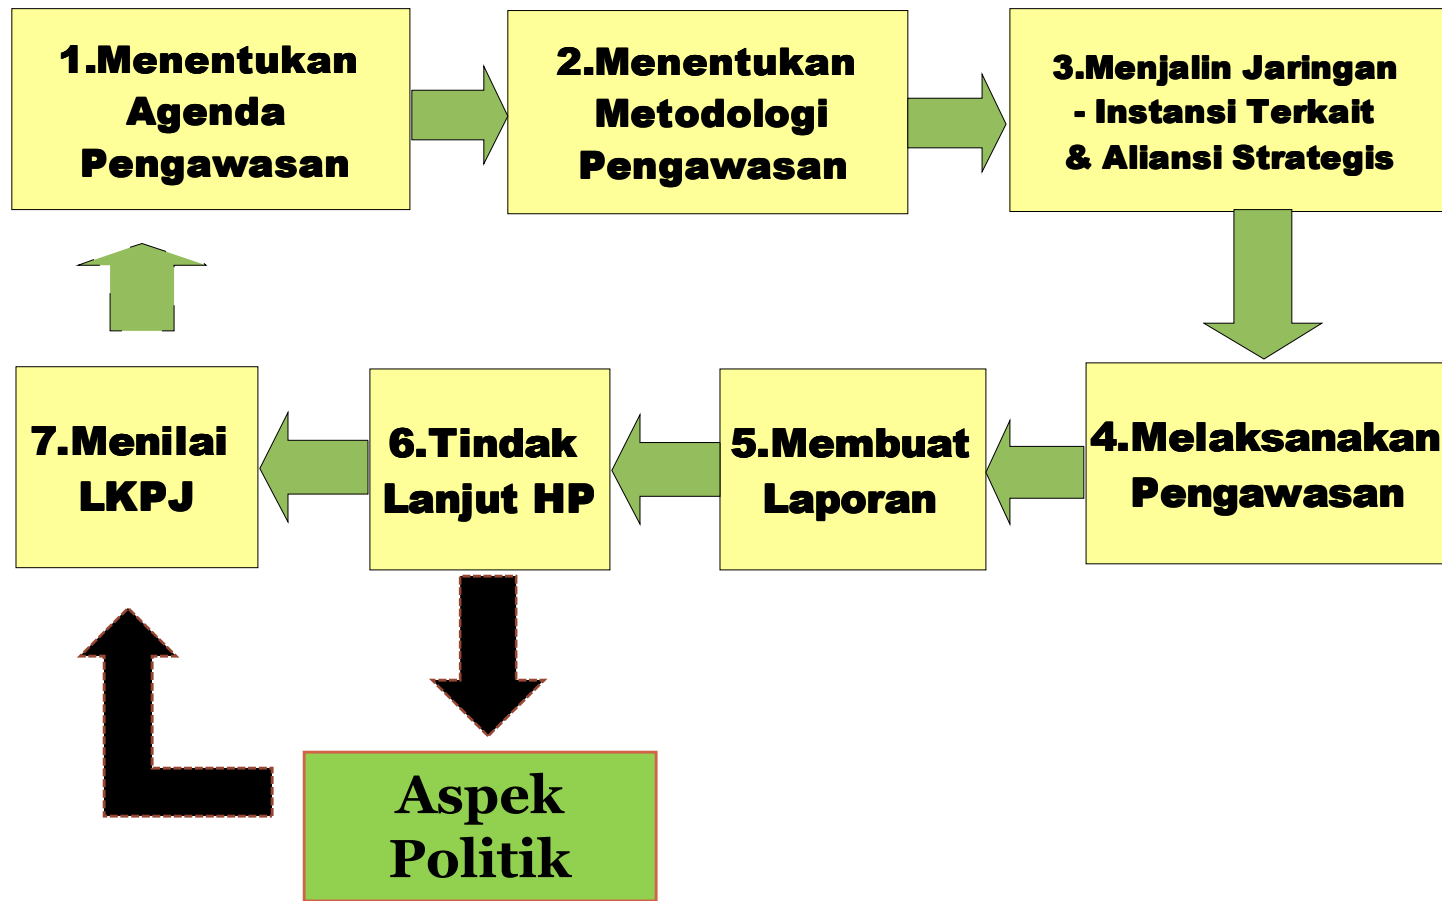 1.Menentukan
Agenda
Pengawasan
2.Menentukan
Metodologi
Pengawasan
3.Menjalin Jaringan
- Instansi Terkait
& Aliansi Strategis
7.Menilai
LKPJ
6.Tindak
Lanjut HP
5.Membuat
Laporan
4.Melaksanakan
Pengawasan
Aspek
Politik